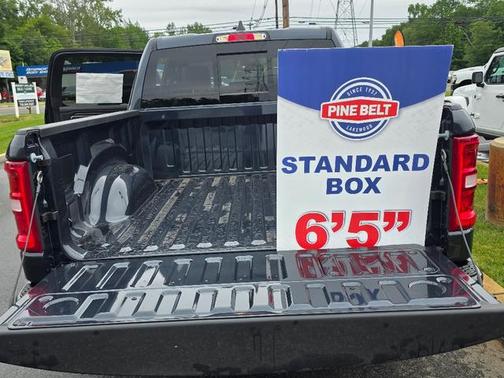 SINCE 1937
PINE BELT
LAKEWOOD
STANDARD
BOX
6'5"